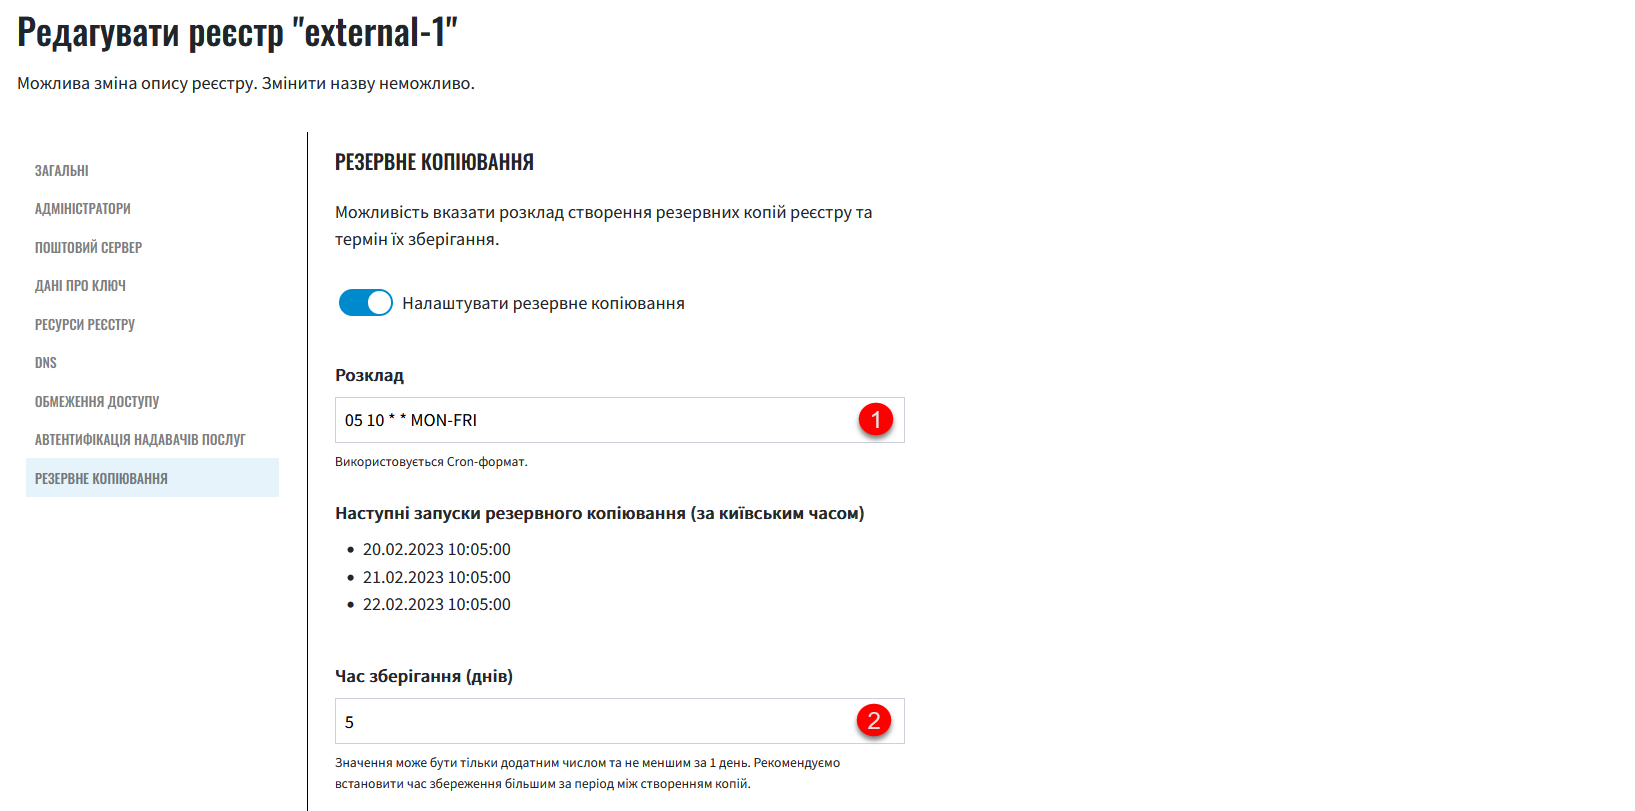 Редагувати реєстр "external-1"
Можлива зміна опису реєстру. Змінити назву неможливо.
ЗАГАЛЬНІ
АДМІНІСТРАТОРИ
ПОШТОВИЙ СЕРВЕР
ДАНІ ПРО КЛЮЧ
РЕСУРСИ РЕЄСТРУ
DNS
ОБМЕЖЕННЯ ДОСТУПУ
АВТЕНТИФІКАЦІЯ НАДАВАЧІВ ПОСЛУГ
РЕЗЕРВНЕ КОПІЮВАННЯ
РЕЗЕРВНЕ КОПІЮВАННЯ
Можливість вказати розклад створення резервних копій реєстру та
термін їх зберігання.
Налаштувати резервне копіювання
Розклад
05 10 * * MON-FRI 1
Використовується Cron-формат.
Наступні запуски резервного копіювання (за київським часом)
• 20.02.2023 10:05:00
• 21.02.2023 10:05:00
• 22.02.2023 10:05:00
Час зберігання (днів)
5 2
Значення може бути тільки додатним числом та не меншим за 1 день. Рекомендуємо
встановити час збереження більшим за період між створенням копій.